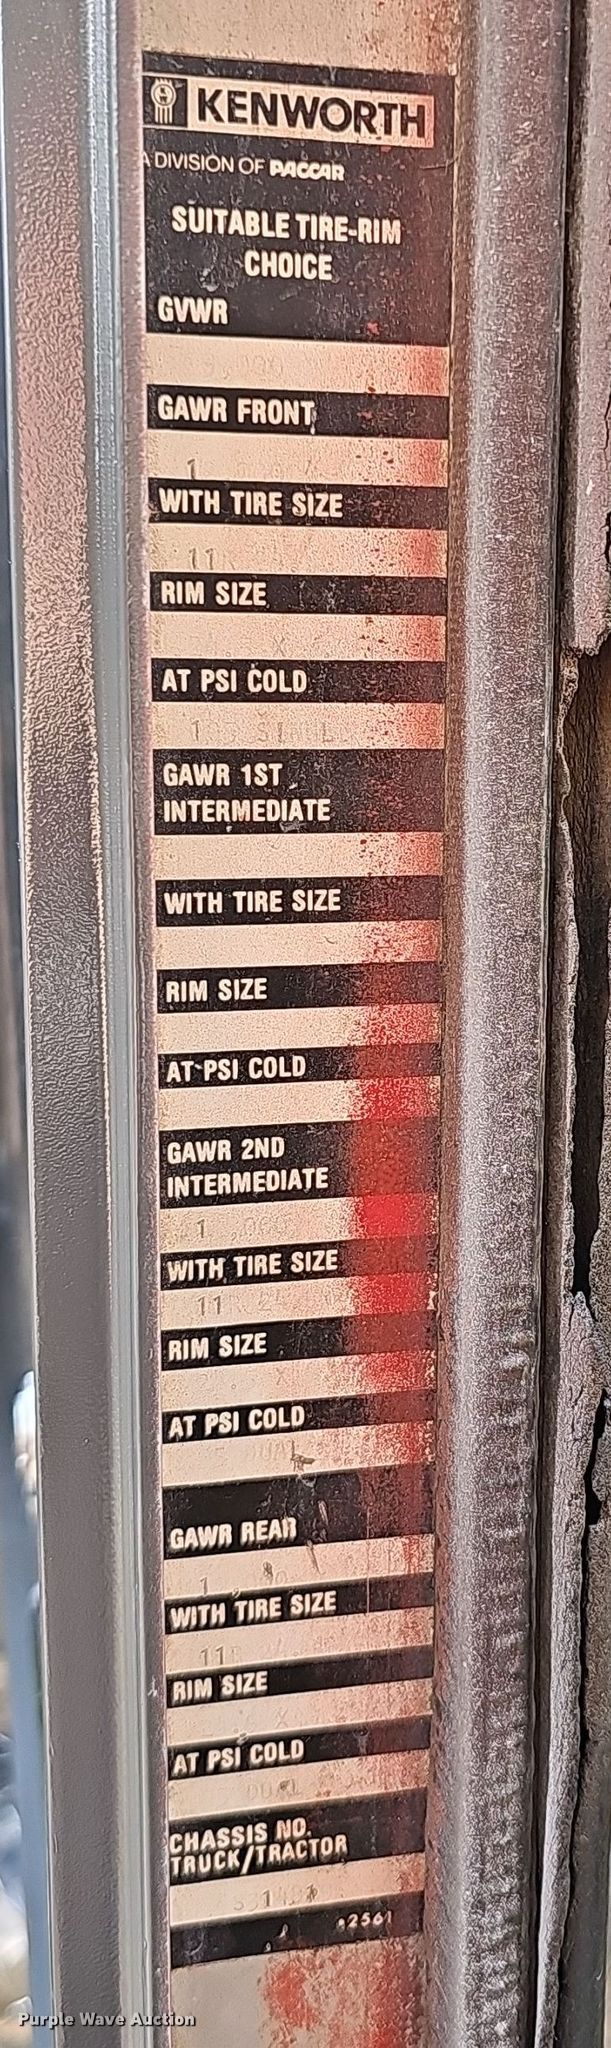 KENWORTH
A DIVISION OF PACCAR
SUITABLE TIRE-RIM
CHOICE
GVWR
GAWR FRONT
WITH TIRE SIZE
RIM SIZE
AT PSI COLD
GAWR 1ST
INTERMEDIATE
WITH TIRE SIZE
RIM SIZE
AT PSI COLD
GAWR 2ND
INTERMEDIATE
WITH TIRE SIZE
RIM SIZE
AT PSI COLD
GAWR REAR
WITH TIRE SIZE
RIM SIZE
AT PSI COLD
DUAL
CHASSIS NO.
TRUCK/TRACTOR
Purple Wave Auction